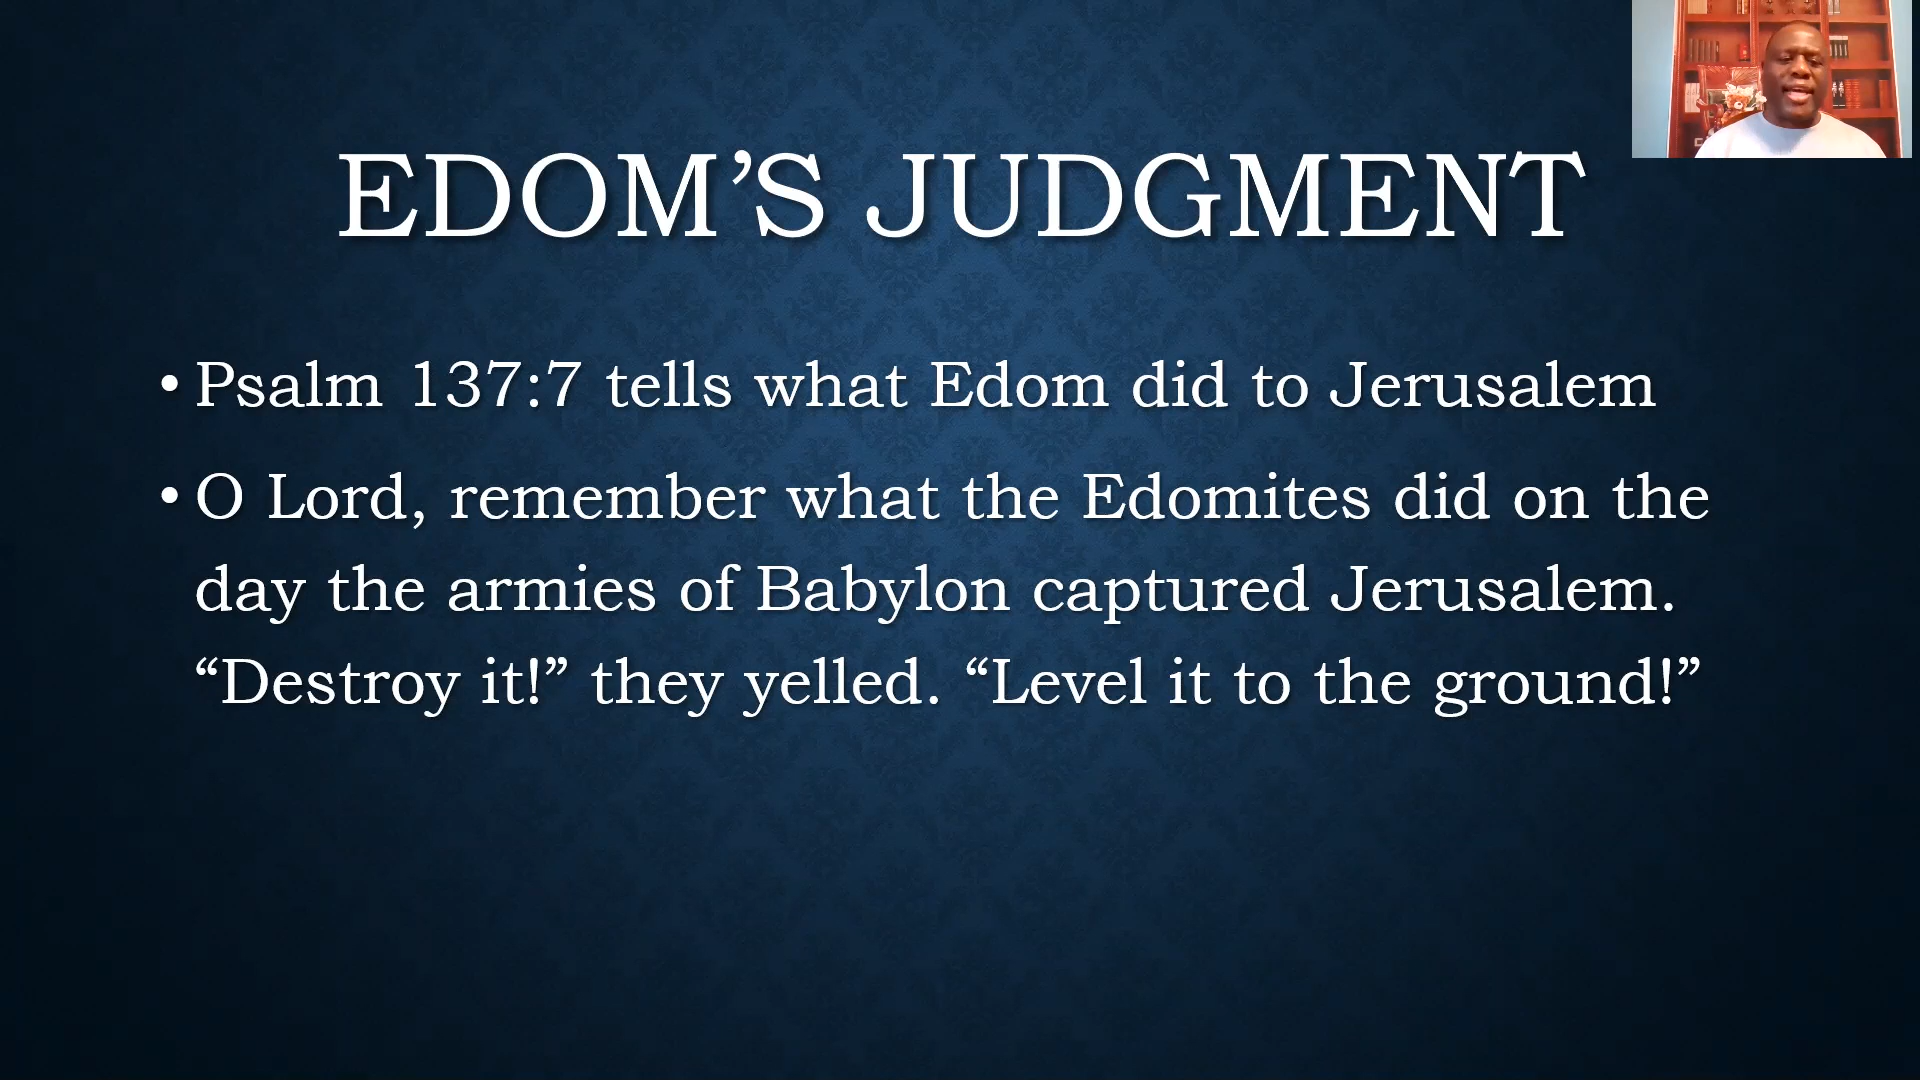 EDOM’S JUDGMENT
• Psalm 137:7 tells what Edom did to Jerusalem
• O Lord, remember what the Edomites did on the
day the armies of Babylon captured Jerusalem.
“Destroy it!” they yelled. “Level it to the ground!”